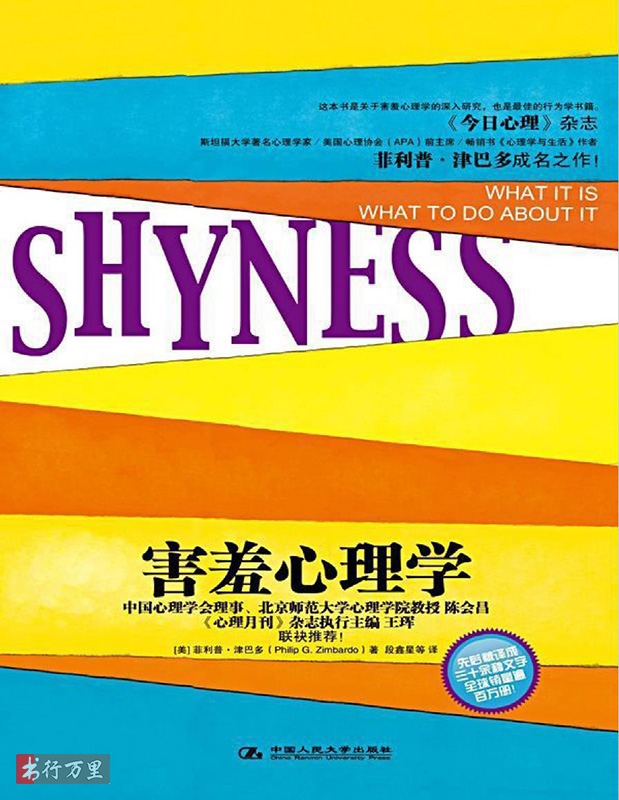 这本书是关于害羞心理学的深入研究，也是最佳的行为学书籍。
《今日心理》杂志
斯坦福大学著名心理学家/美国心理协会（APA）前主席/畅销书《心理学与生活》作者
菲利普·津巴多成名之作！
WHAT IT IS
WHAT TO DO ABOUT IT
SHYNESS
害羞心理学
中国心理学会理事、北京师范大学心理学院教授 陈会昌
《心理月刊》杂志执行主编 王珲
联袂推荐！
[美] 菲利普·津巴多（Philip G. Zimbardo）著 段鑫星等 译
先后翻译成
三十余种文字
全球销量逾
百万册！
中国人民大学出版社
China Renmin University Press
书行万里